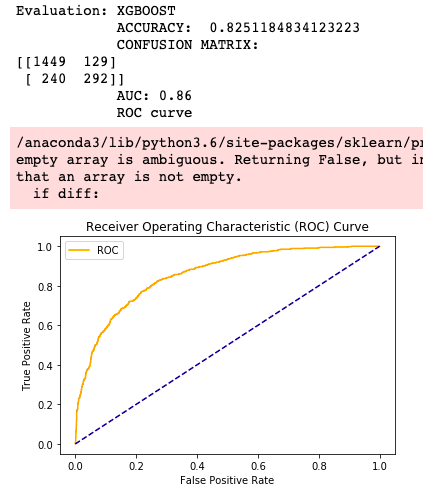 Evaluation: XGBOOST
ACCURACY: 0.8251184834123223
CONFUSION MATRIX:
[[1449 129]
[ 240 292]]
AUC: 0.86
ROC curve
/anaconda3/lib/python3.6/site-packages/sklearn/pr
empty array is ambiguous. Returning False, but in
that an array is not empty.
if diff:
Receiver Operating Characteristic (ROC) Curve
ROC
1.0
0.8
0.6
0.4
0.2
0.0
True Positive Rate
0.0 0.2 0.4 0.6 0.8 1.0
False Positive Rate